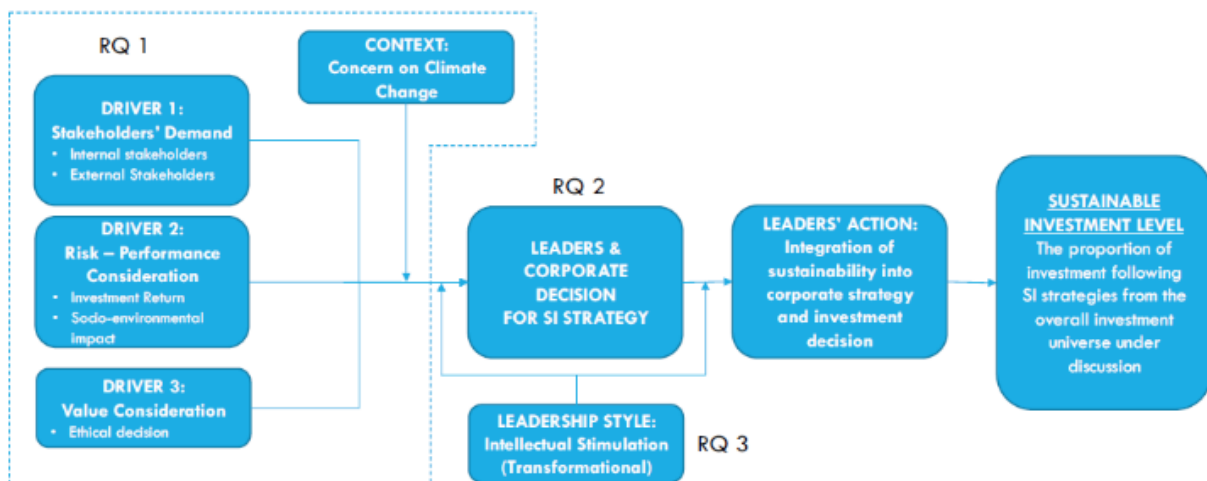 RQ 1
CONTEXT:
Concern on Climate
Change
DRIVER 1:
Stakeholders' Demand
• Internal stakeholders
• External Stakeholders
DRIVER 2:
Risk – Performance
Consideration
• Investment Return
• Socio-environmental
impact
DRIVER 3:
Value Consideration
• Ethical decision
RQ 2
LEADERS &
CORPORATE
DECISION
FOR SI STRATEGY
LEADERSHIP STYLE:
Intellectual Stimulation
(Transformational)
RQ 3
LEADERS' ACTION:
Integration of
sustainability into
corporate strategy
and investment
decision
SUSTAINABLE
INVESTMENT LEVEL
The proportion of
investment following
SI strategies from the
overall investment
universe under
discussion